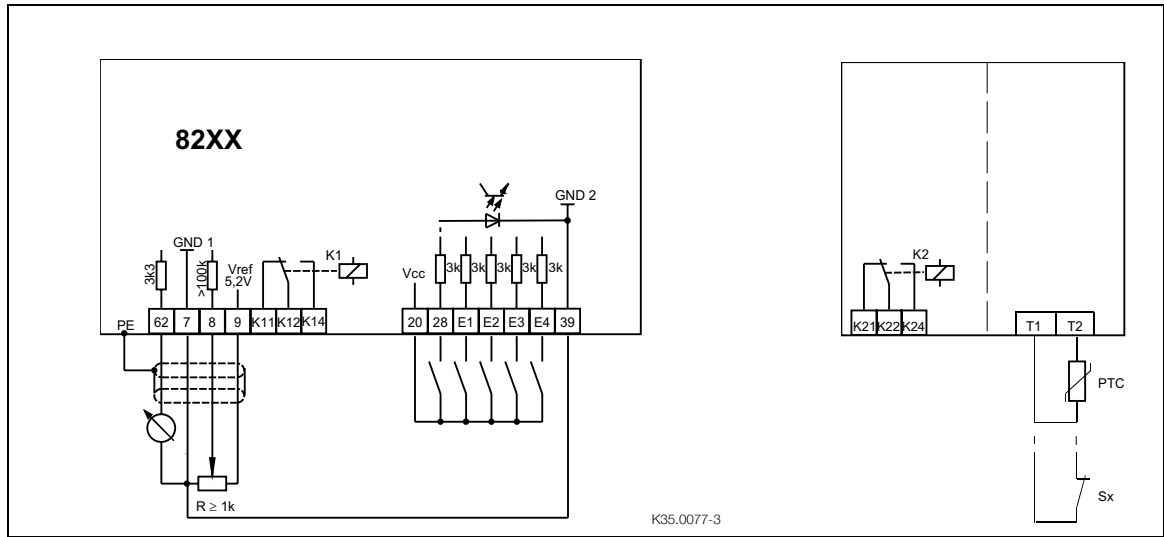 82XX
GND 2
GND 1
K1
K2
3k3
>100k
Vref
5,2V
Vcc
3k 3k 3k 3k 3k
PE
62 7 8 9 K11 K12 K14
20 28 E1 E2 E3 E4 39
K21 K22 K24
T1 T2
PTC
R ≥ 1k
Sx
K35.0077-3